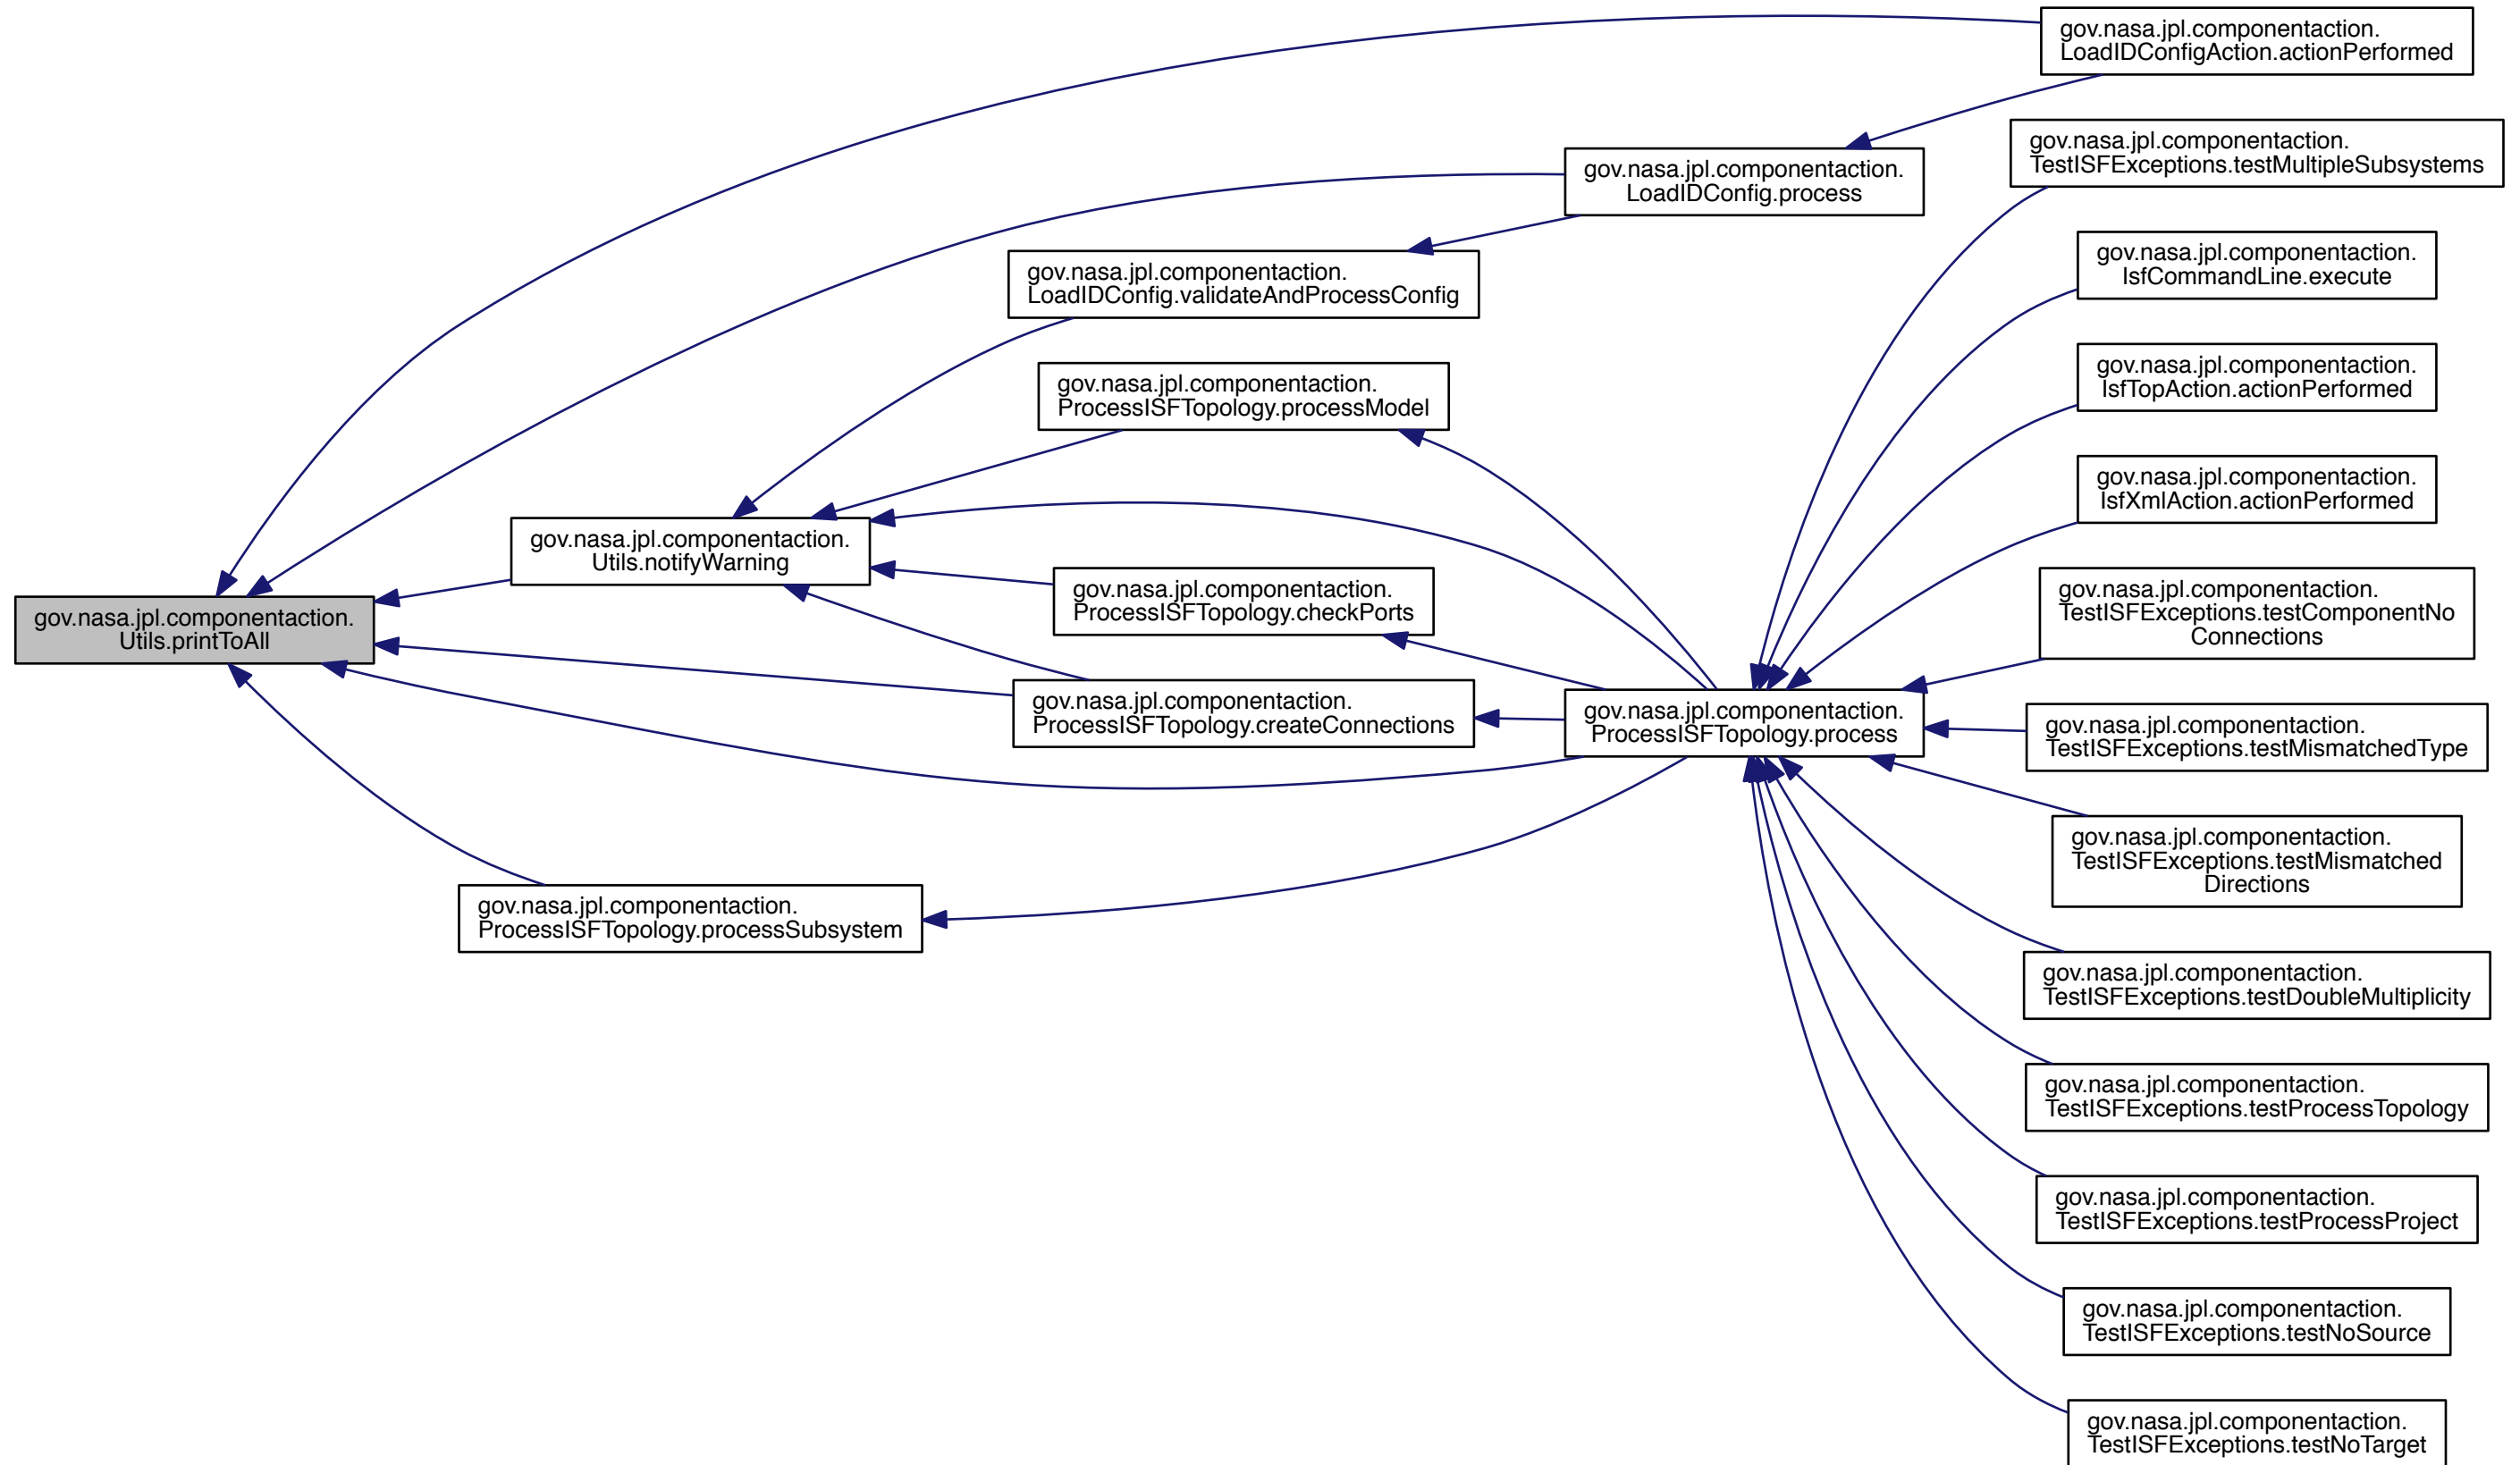 gov.nasa.jpl.componentaction.
LoadIDConfigAction.actionPerformed
gov.nasa.jpl.componentaction.
TestISFExceptions.testMultipleSubsystems
gov.nasa.jpl.componentaction.
LoadIDConfig.process
gov.nasa.jpl.componentaction.
IsfCommandLine.execute
gov.nasa.jpl.componentaction.
LoadIDConfig.validateAndProcessConfig
gov.nasa.jpl.componentaction.
IsfTopAction.actionPerformed
gov.nasa.jpl.componentaction.
ProcessISFTopology.processModel
gov.nasa.jpl.componentaction.
IsfXmlAction.actionPerformed
gov.nasa.jpl.componentaction.
Utils.notifyWarning
gov.nasa.jpl.componentaction.
ProcessISFTopology.checkPorts
gov.nasa.jpl.componentaction.
TestISFExceptions.testComponentNo
Connections
gov.nasa.jpl.componentaction.
Utils.printToAll
gov.nasa.jpl.componentaction.
ProcessISFTopology.createConnections
gov.nasa.jpl.componentaction.
ProcessISFTopology.process
gov.nasa.jpl.componentaction.
TestISFExceptions.testMismatchedType
gov.nasa.jpl.componentaction.
TestISFExceptions.testMismatched
Directions
gov.nasa.jpl.componentaction.
ProcessISFTopology.processSubsystem
gov.nasa.jpl.componentaction.
TestISFExceptions.testDoubleMultiplicity
gov.nasa.jpl.componentaction.
TestISFExceptions.testProcessTopology
gov.nasa.jpl.componentaction.
TestISFExceptions.testProcessProject
gov.nasa.jpl.componentaction.
TestISFExceptions.testNoSource
gov.nasa.jpl.componentaction.
TestISFExceptions.testNoTarget